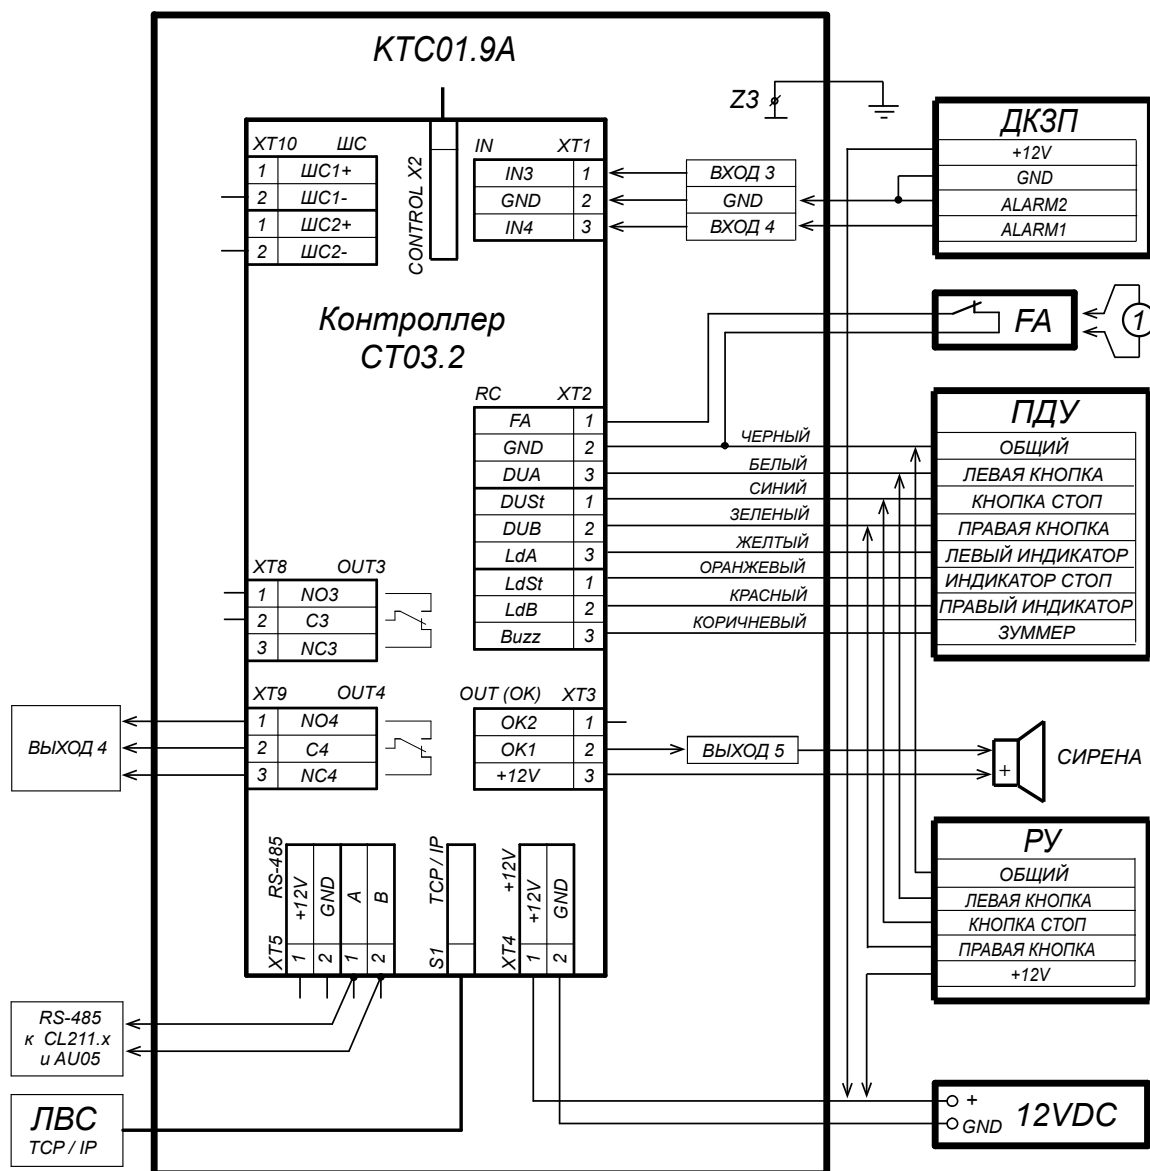 КТС01.9А
Z3
ХТ10 ШС
1 ШС1+
2 ШС1-
1 ШС2+
2 ШС2-
CONTROL X2
IN XT1
IN3 1
GND 2
IN4 3
ВХОД 3
GND
ВХОД 4
ДКЗП
+12V
GND
ALARM2
ALARM1
Контроллер
СТ03.2
FA
1
RC XT2
FA 1
GND 2
DUA 3
DUSt 1
DUB 2
LdA 3
LdSt 1
LdB 2
Buzz 3
ЧЕРНЫЙ
БЕЛЫЙ
СИНИЙ
ЗЕЛЕНЫЙ
ЖЕЛТЫЙ
ОРАНЖЕВЫЙ
КРАСНЫЙ
КОРИЧНЕВЫЙ
ПДУ
ОБЩИЙ
ЛЕВАЯ КНОПКА
КНОПКА СТОП
ПРАВАЯ КНОПКА
ЛЕВЫЙ ИНДИКАТОР
ИНДИКАТОР СТОП
ПРАВЫЙ ИНДИКАТОР
ЗУММЕР
XT8 OUT3
1 NO3
2 C3
3 NC3
XT9 OUT4
1 NO4
2 C4
3 NC4
ВЫХОД 4
OUT (OK) XT3
OK2 1
OK1 2
+12V 3
ВЫХОД 5
+
СИРЕНА
РУ
ОБЩИЙ
ЛЕВАЯ КНОПКА
КНОПКА СТОП
ПРАВАЯ КНОПКА
+12V
XT5 RS-485
1 +12V
2 GND
1 A
2 B
S1 TCP / IP
XT4 +12V
1 +12V
2 GND
RS-485
к CL211.x
и AU05
ЛВС
TCP / IP
+
GND
12VDC